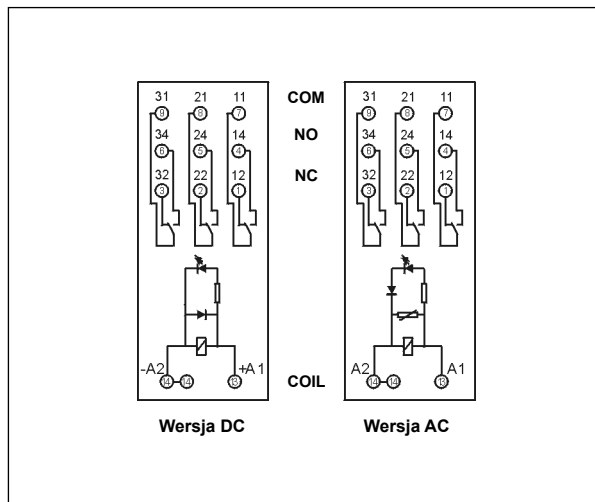 31 21 11 COM 31 21 11
9 8 7 9 8 7
34 24 14 NO 34 24 14
6 5 4 6 5 4
32 22 12 NC 32 22 12
3 2 1 3 2 1
-A2 +A1 COIL A2 A1
14 14 13 14 14 13
Wersja DC Wersja AC